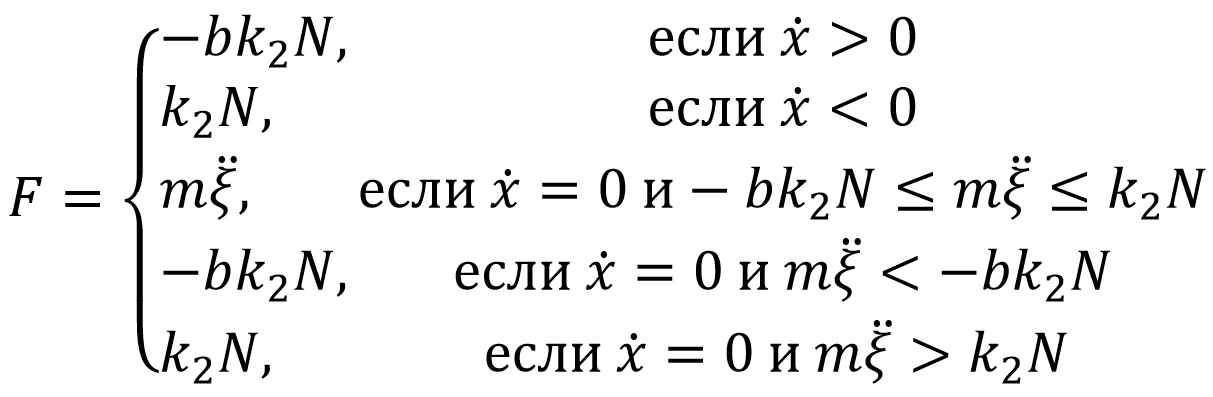 −bk₂N, если ẋ > 0
k₂N, если ẋ < 0
F = { mξ̈, если ẋ = 0 и − bk₂N ≤ mξ̈ ≤ k₂N
−bk₂N, если ẋ = 0 и mξ̈ < −bk₂N
k₂N, если ẋ = 0 и mξ̈ > k₂N